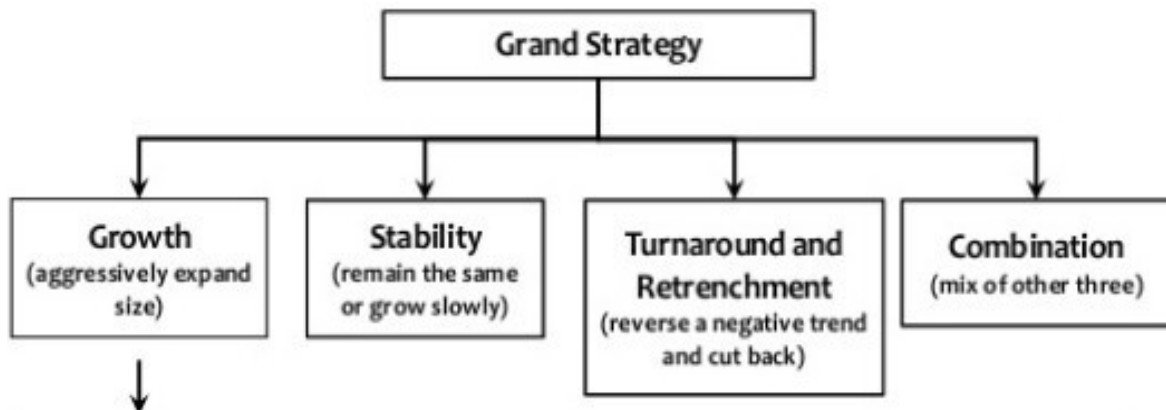 Grand Strategy
Growth
(aggressively expand
size)
Stability
(remain the same
or grow slowly)
Turnaround and
Retrenchment
(reverse a negative trend
and cut back)
Combination
(mix of other three)